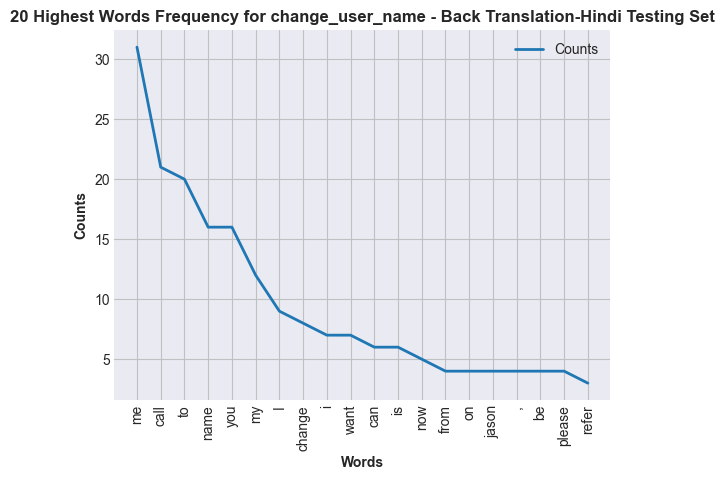 20 Highest Words Frequency for change_user_name - Back Translation-Hindi Testing Set
Counts
30
25
20
15
10
5
Counts
me
call
to
name
you
my
I
change
i
want
can
is
now
from
on
jason
,
be
please
refer
Words